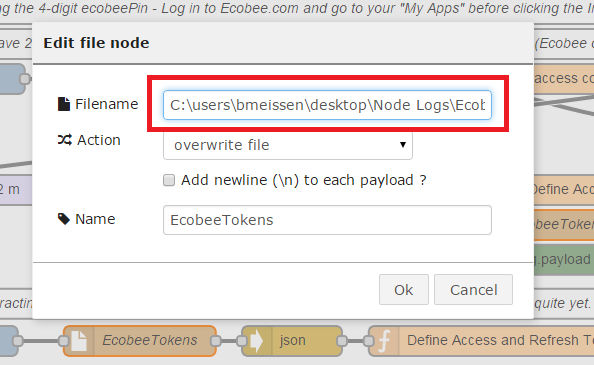 ng the 4-digit ecobeePin - Log in to Ecobee.com and go to your "My Apps" before clicking the In
ave 2
(Ecobee c
Edit file node
access co
Filename
C:\users\bmeissen\desktop\Node Logs\Ecob
Action
overwrite file
Add newline (\n) to each payload ?
2 m
Define Acc
Name
EcobeeTokens
obeeTokens
g.payload
Ok
Cancel
ractin
quite yet.
EcobeeTokens
json
Define Access and Refresh To